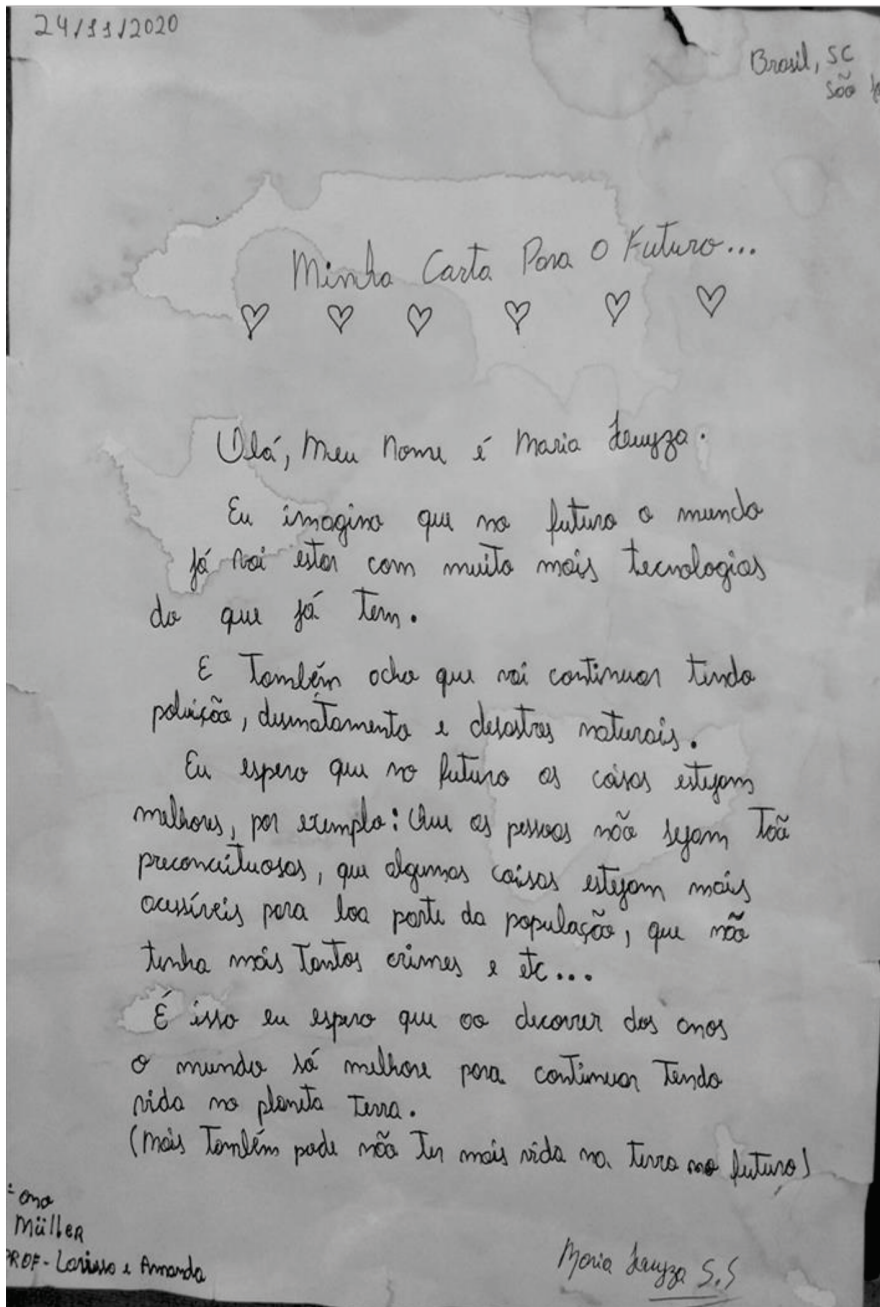 24/11/2020
Brasil, SC
São
Minha Carta Para O Futuro...
Olá, Meu nome é Maria
Eu imagino que no futuro o mundo
já vai estar com muito mais tecnologias
do que já tem.
E também acho que vai continuar tendo
poluição, desmatamento e desastres naturais.
Eu espero que no futuro as coisas estejam
melhores, por exemplo: Que as pessoas não sejam toã
preconceituosas, que algumas coisas estejam mais
acessíveis para boa parte da população, que não
tenha mais tantos crimes e etc...
É isso eu espero que ao decorrer dos anos
o mundo só melhore para continuar tendo
vida no planeta terra.
(mais também pode não ter mais vida na terra no futuro)
ano
Müller
PROF- Larissa e Amanda
Maria S.S